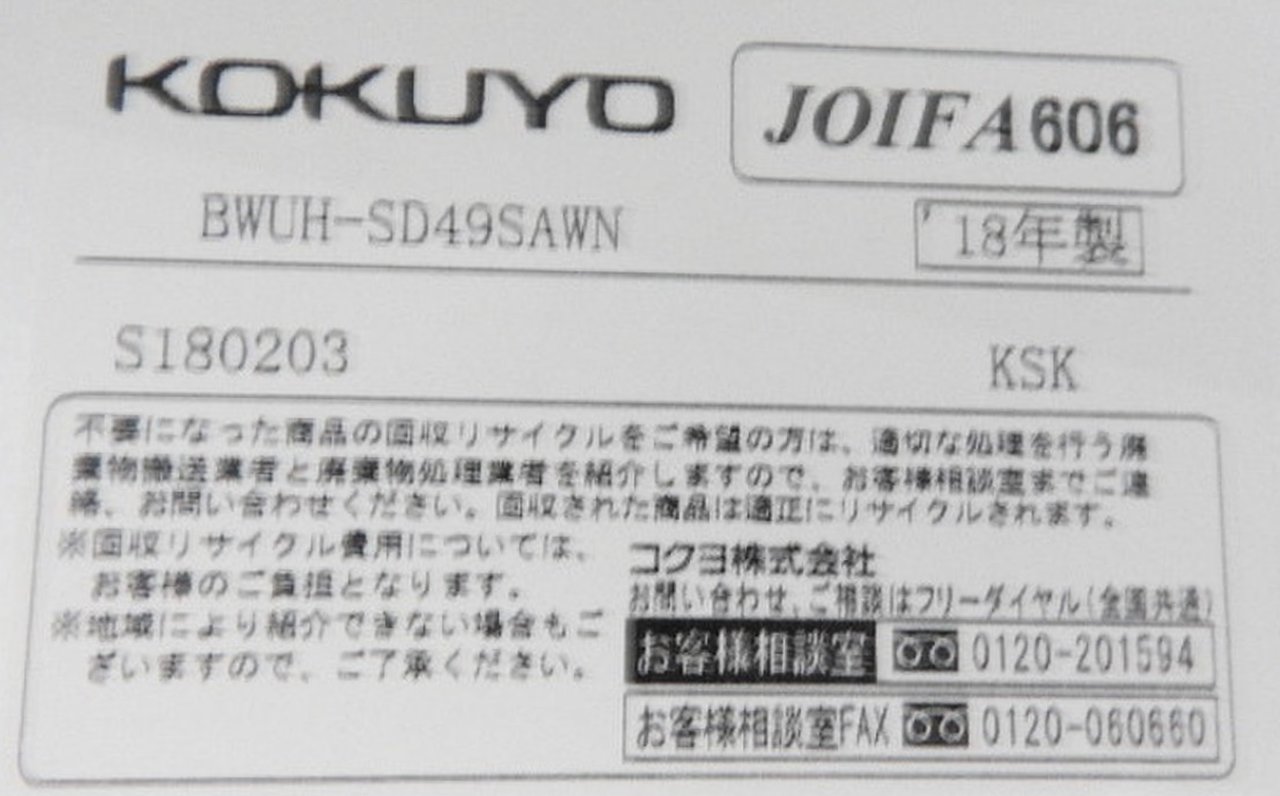 KOKUYO
JOIFA606
BWUH-SD49SAWN
'18年製
S180203
KSK
不要になった商品の回収リサイクルをご希望の方は、適切な処理を行う廃
棄物搬送業者と廃棄物処理業者を紹介しますので、お客様相談室までご連
絡、お問い合わせください。回収された商品は適正にリサイクルされます。
※回収リサイクル費用については、
お客様のご負担となります。
※地域により紹介できない場合もご
ざいますので、ご了承ください。
コクヨ株式会社
お問い合わせ、ご相談はフリーダイヤル(全国共通)
お客様相談室 0120-201594
お客様相談室FAX 0120-060660